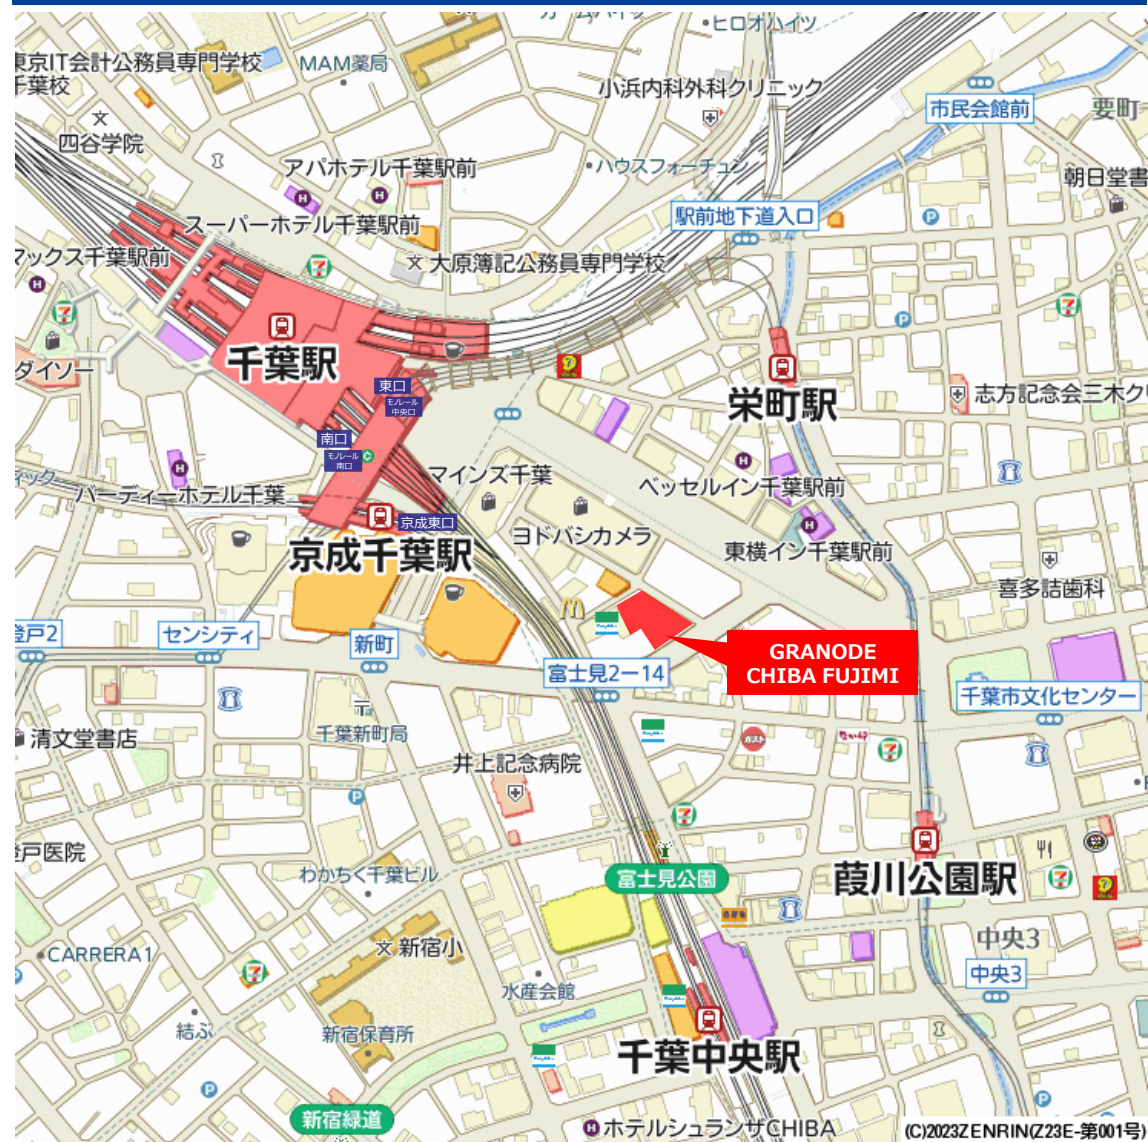 ヒロオハイツ
東京IT会計公務員専門学校
千葉校
MAM薬局
小浜内科外科クリニック
市民会館前
要町
四谷学院
アパホテル千葉駅前
ハウスフォーチュン
朝日堂書
スーパーホテル千葉駅前
駅前地下道入口
マックス千葉駅前
大原簿記公務員専門学校
千葉駅
ダイソー
東口
モノレール
中央口
栄町駅
志方記念会三木クリ
南口
モノレール
南口
マインズ千葉
ベッセルイン千葉駅前
ィック
バーディーホテル千葉
京成東口
ヨドバシカメラ
京成千葉駅
東横イン千葉駅前
喜多詰歯科
登戸2
センシティ
新町
GRANODE
CHIBA FUJIMI
富士見2ー14
千葉市文化センター
清文堂書店
千葉新町局
ガスト
なか卯
井上記念病院
登戸医院
わかちく千葉ビル
富士見公園
葭川公園駅
CARRERA1
新宿小
中央3
中央3
水産会館
結ぶ
新宿保育所
千葉中央駅
新宿緑道
ホテルシュランザCHIBA
(C)2023ZENRIN(Z23E-第001号)